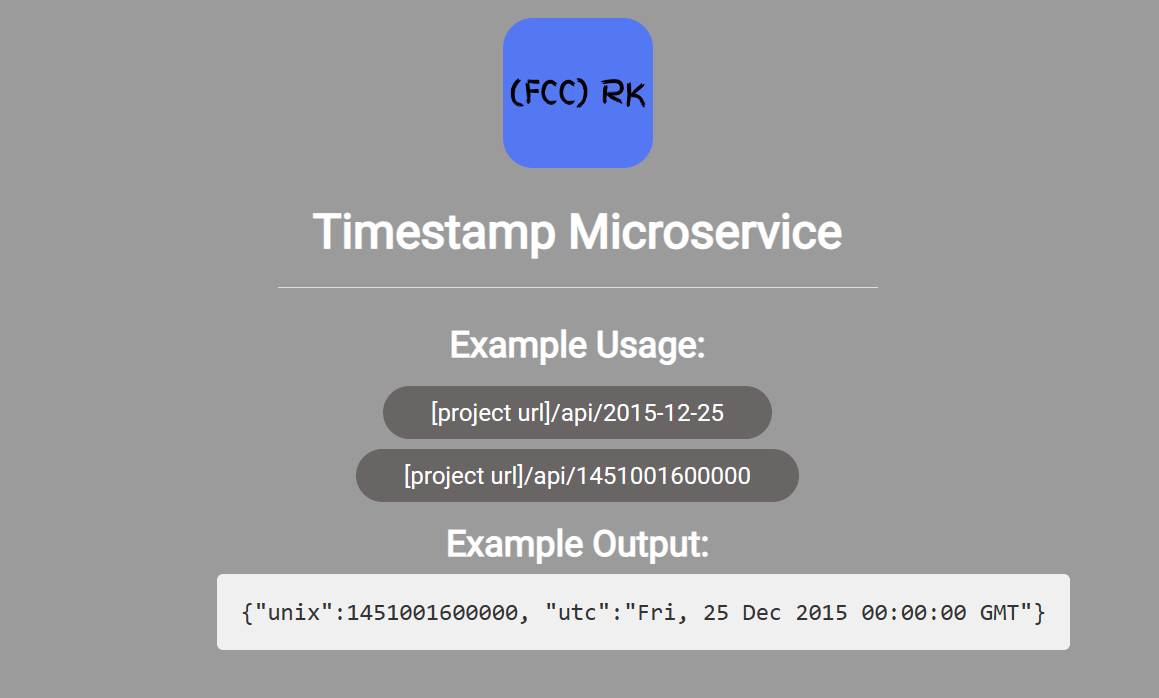 (FCC) RK
Timestamp Microservice
Example Usage:
[project url]/api/2015-12-25
[project url]/api/1451001600000
Example Output:
{"unix":1451001600000, "utc":"Fri, 25 Dec 2015 00:00:00 GMT"}